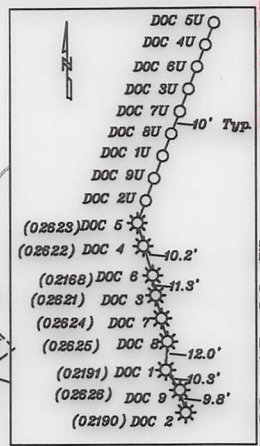 DOC 5U
DOC 4U
N
DOC 6U
DOC 3U
DOC 7U
10' Typ.
DOC 8U
DOC 1U
DOC 9U
DOC 2U
(02623) DOC 5
(02622) DOC 4
10.2'
(02168) DOC 6
11.3'
(02621) DOC 3
(02624) DOC 7
(02625) DOC 8
12.0'
(02191) DOC 1
10.3'
(02626) DOC 9
9.8'
(02190) DOC 2